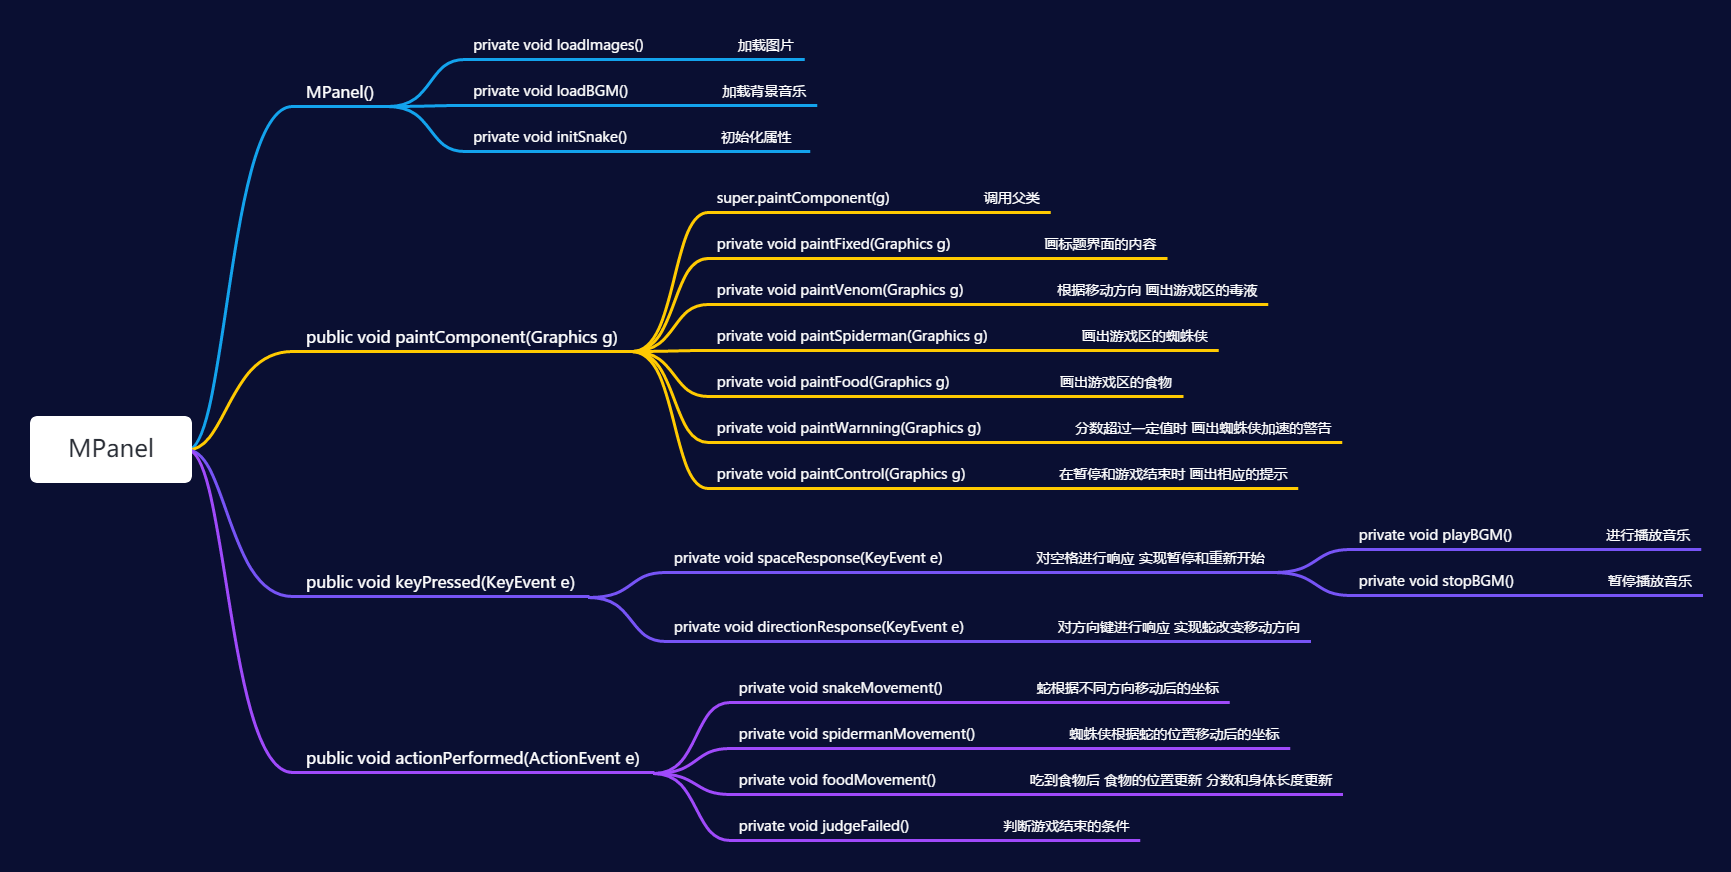 MPanel
MPanel()
private void loadImages() 加载图片
private void loadBGM() 加载背景音乐
private void initSnake() 初始化属性
public void paintComponent(Graphics g)
super.paintComponent(g) 调用父类
private void paintFixed(Graphics g) 画标题界面的内容
private void paintVenom(Graphics g) 根据移动方向 画出游戏区的毒液
private void paintSpiderman(Graphics g) 画出游戏区的蜘蛛侠
private void paintFood(Graphics g) 画出游戏区的食物
private void paintWarnning(Graphics g) 分数超过一定值时 画出蜘蛛侠加速的警告
private void paintControl(Graphics g) 在暂停和游戏结束时 画出相应的提示
public void keyPressed(KeyEvent e)
private void spaceResponse(KeyEvent e) 对空格进行响应 实现暂停和重新开始
private void playBGM() 进行播放音乐
private void stopBGM() 暂停播放音乐
private void directionResponse(KeyEvent e) 对方向键进行响应 实现蛇改变移动方向
public void actionPerformed(ActionEvent e)
private void snakeMovement() 蛇根据不同方向移动后的坐标
private void spidermanMovement() 蜘蛛侠根据蛇的位置移动后的坐标
private void foodMovement() 吃到食物后 食物的位置更新 分数和身体长度更新
private void judgeFailed() 判断游戏结束的条件